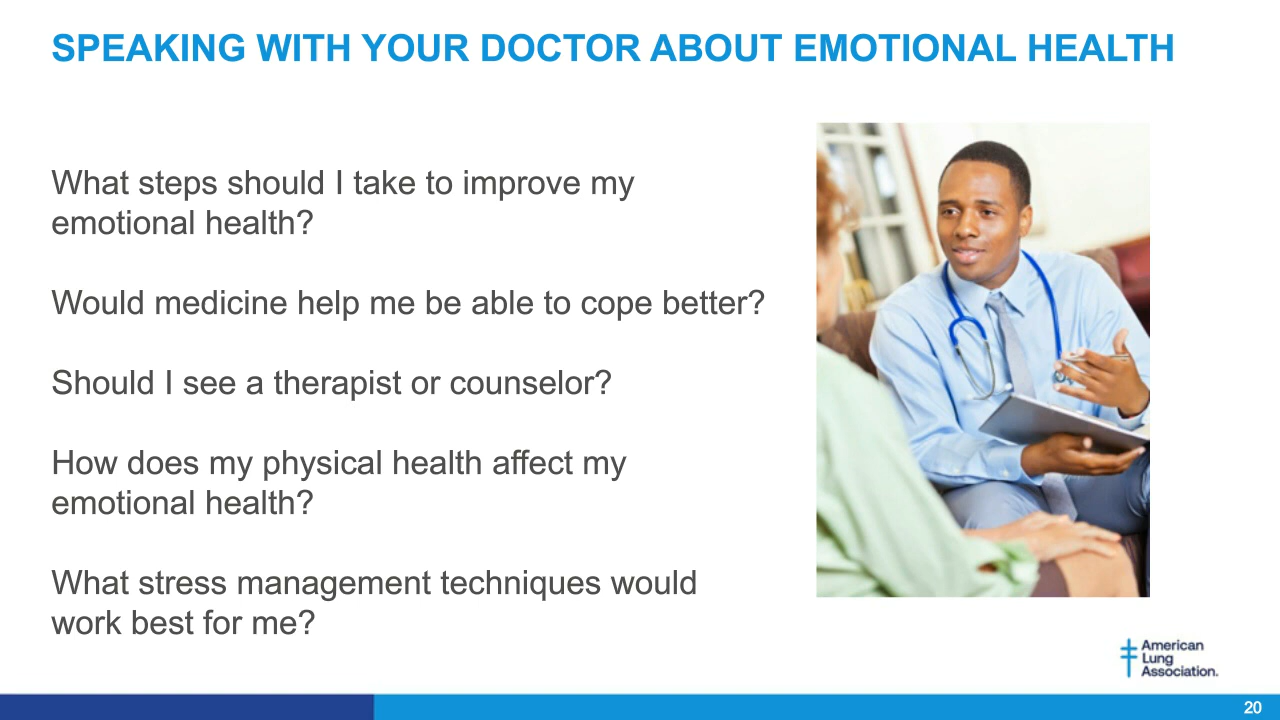 SPEAKING WITH YOUR DOCTOR ABOUT EMOTIONAL HEALTH
What steps should I take to improve my
emotional health?
Would medicine help me be able to cope better?
Should I see a therapist or counselor?
How does my physical health affect my
emotional health?
What stress management techniques would
work best for me?
American
Lung
Association.
20